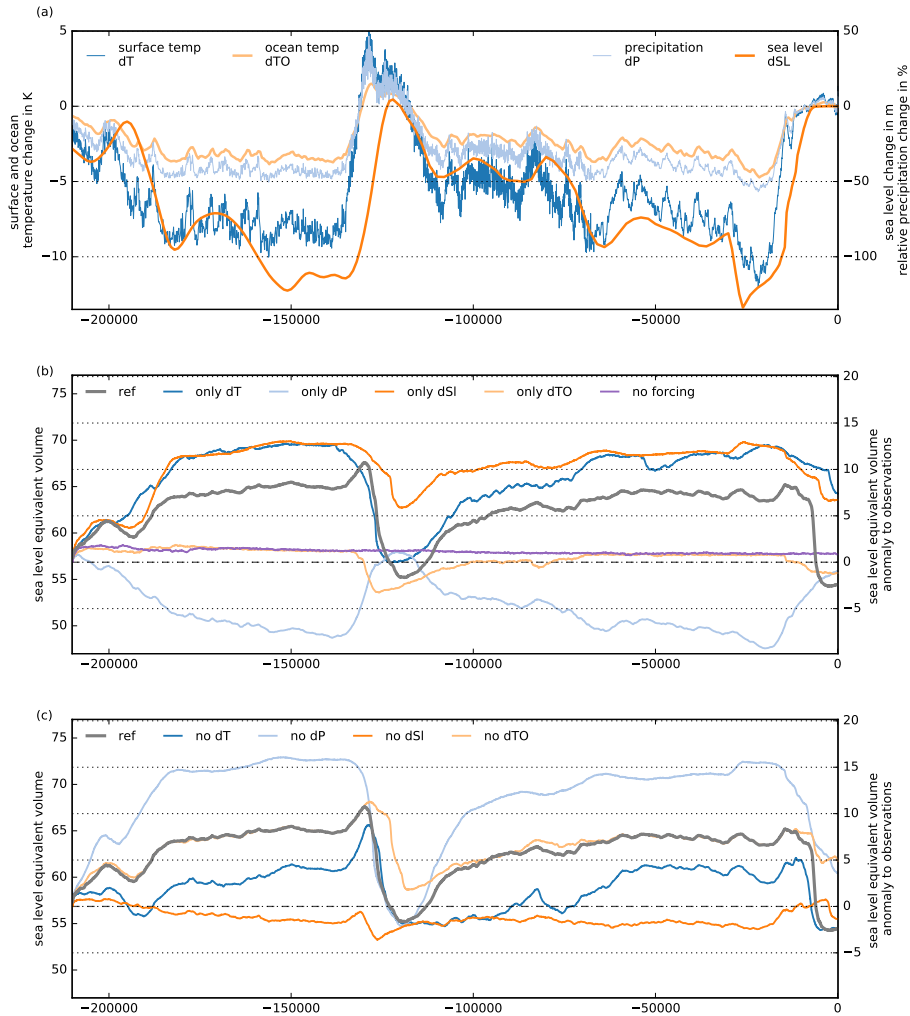 (a)
surface temp
dT
ocean temp
dTO
precipitation
dP
sea level
dSL
5
0
−5
−10
50
0
−50
−100
surface and ocean
temperature change in K
sea level change in m
relative precipitation change in %
−200000
−150000
−100000
−50000
0
(b)
ref
only dT
only dP
only dSl
only dTO
no forcing
75
70
65
60
55
50
20
15
10
5
0
−5
sea level equivalent volume
sea level equivalent volume
anomaly to observations
−200000
−150000
−100000
−50000
0
(c)
ref
no dT
no dP
no dSl
no dTO
75
70
65
60
55
50
20
15
10
5
0
−5
sea level equivalent volume
sea level equivalent volume
anomaly to observations
−200000
−150000
−100000
−50000
0